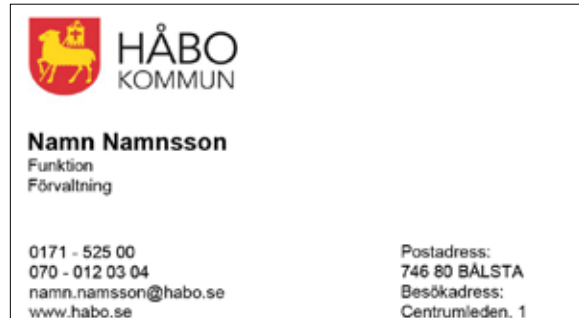 HÅBO
KOMMUN
Namn Namnsson
Funktion
Förvaltning
0171 - 525 00
070 - 012 03 04
namn.namsson@habo.se
www.habo.se
Postadress:
746 80 BÅLSTA
Besökadress:
Centrumleden, 1